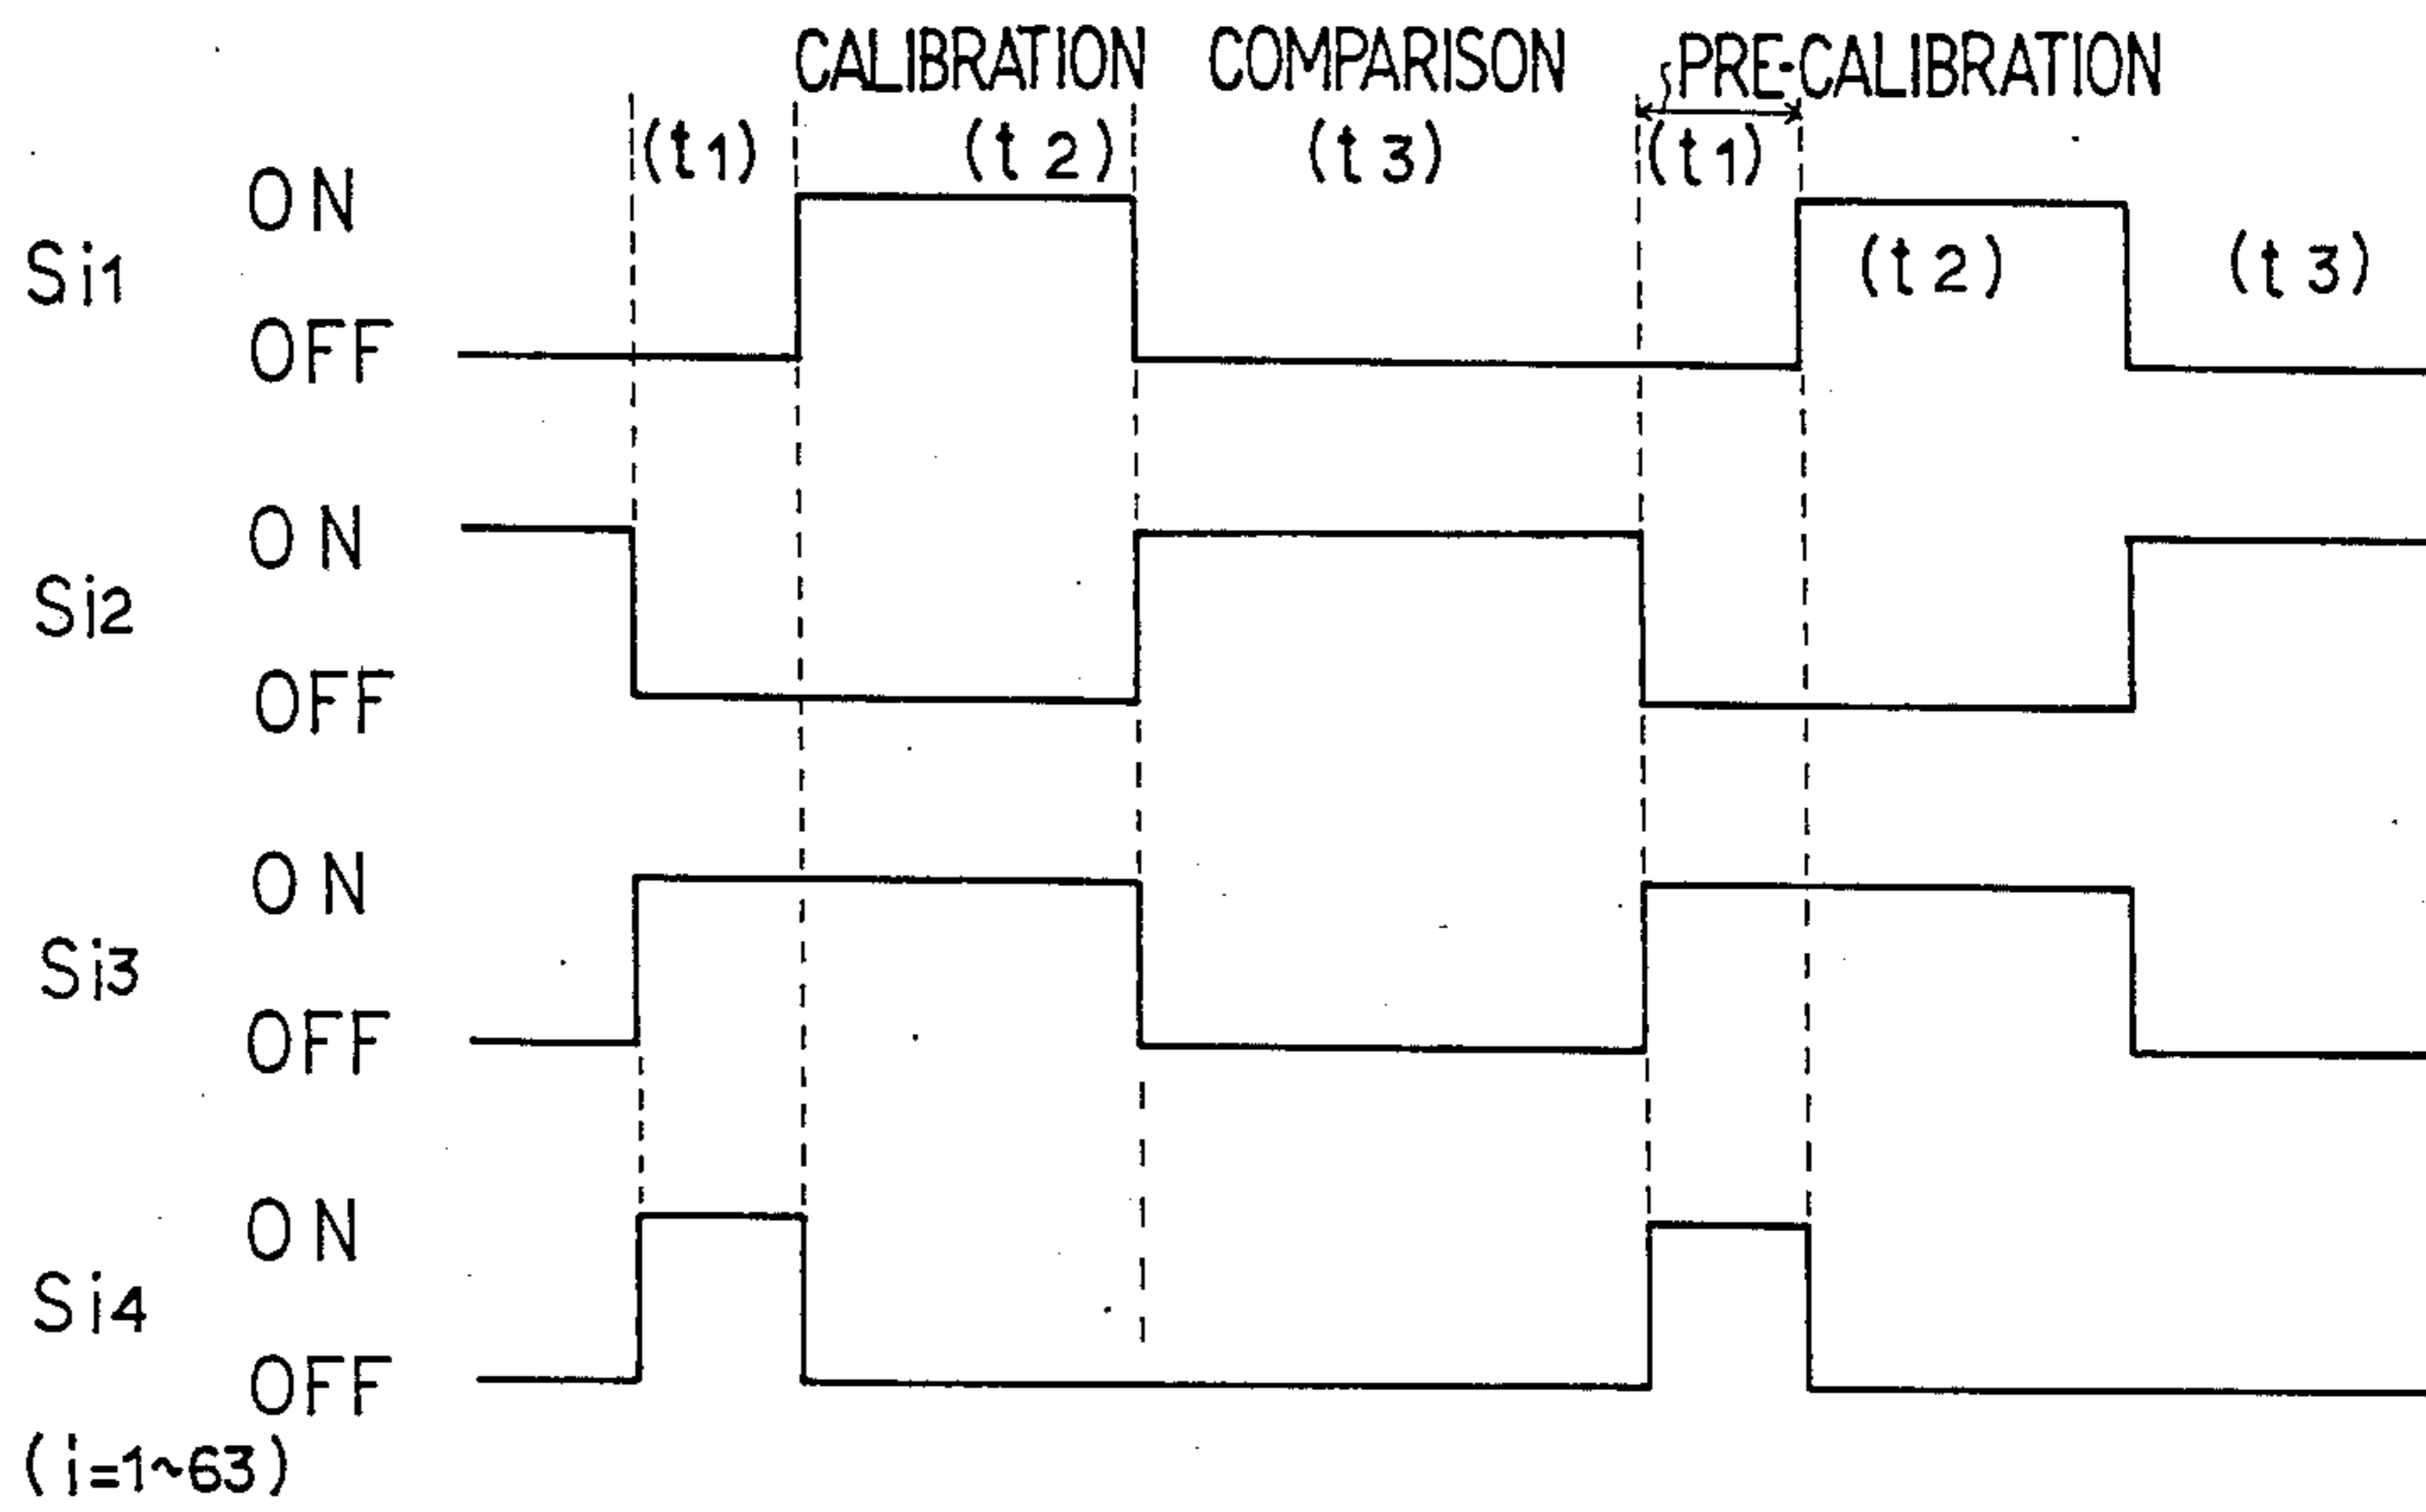 CALIBRATION COMPARISON PRE-CALIBRATION
(t1) (t2) (t3) (t1)
ON
Si1 (t2) (t3)
OFF
ON
Si2
OFF
ON
Si3
OFF
ON
Si4
OFF
(i=1~63)